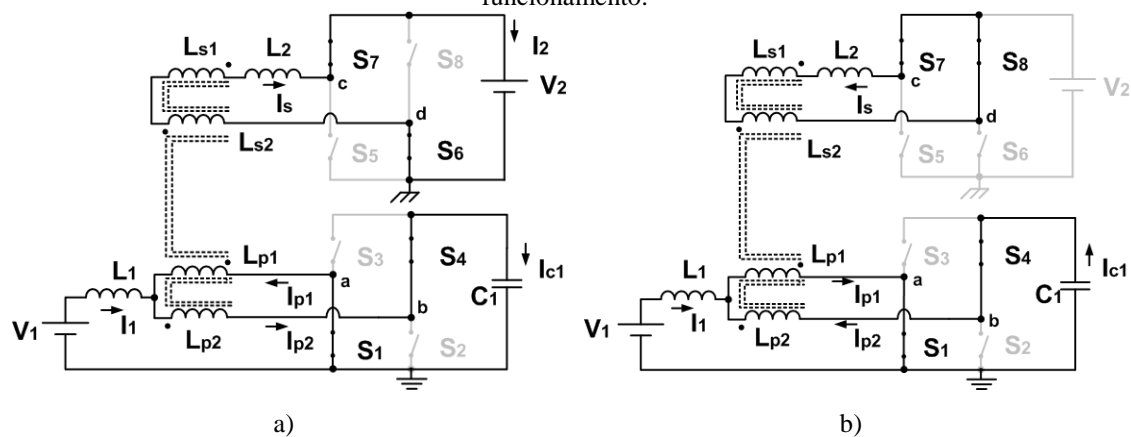 funcionamento.
Ls1 L2 S7 S8 I2
V2
Is c
d
Ls2 S5 S6
Lp1 S3 S4
L1 a Ic1
Ip1 C1
V1 I1 b
Lp2 Ip2 S1 S2
a)
Ls1 L2 S7 S8
V2
Is c
d
Ls2 S5 S6
Lp1 S3 S4
L1 a Ic1
Ip1 C1
V1 I1 b
Lp2 Ip2 S1 S2
b)